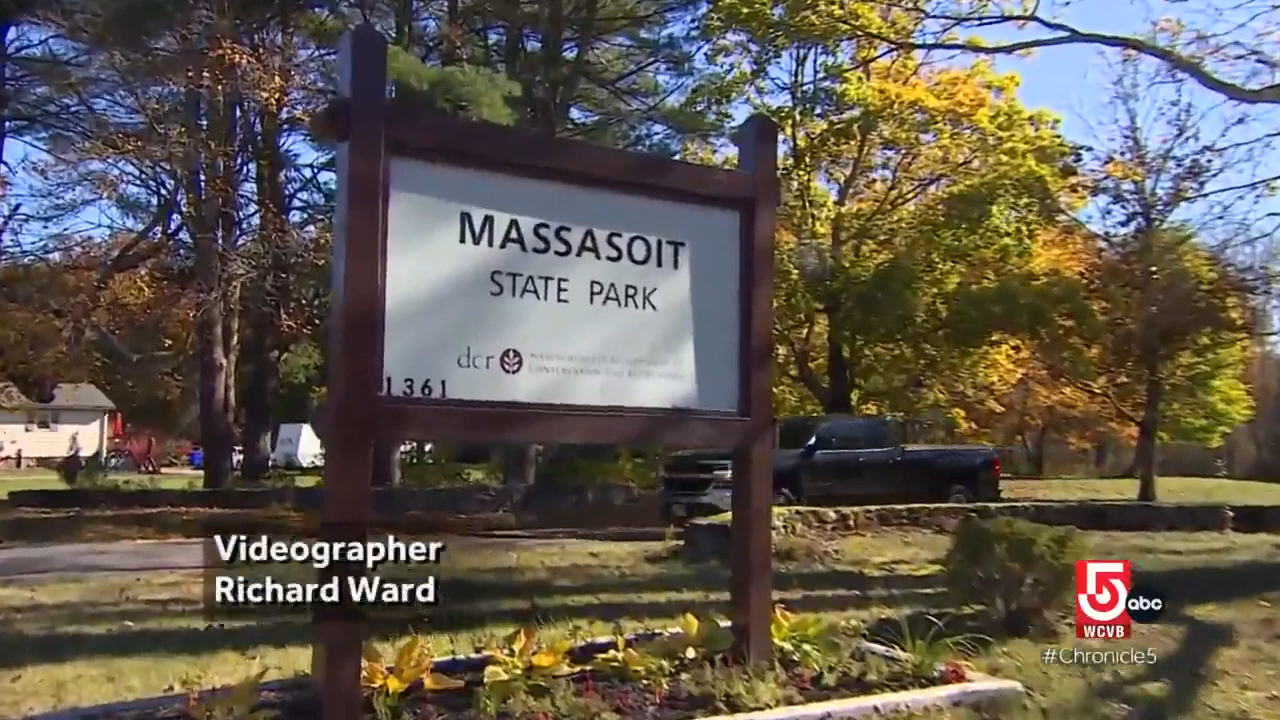 MASSASOIT
STATE PARK
dcr
1361
Videographer
Richard Ward
5 abc
WCVB
#Chronicle5